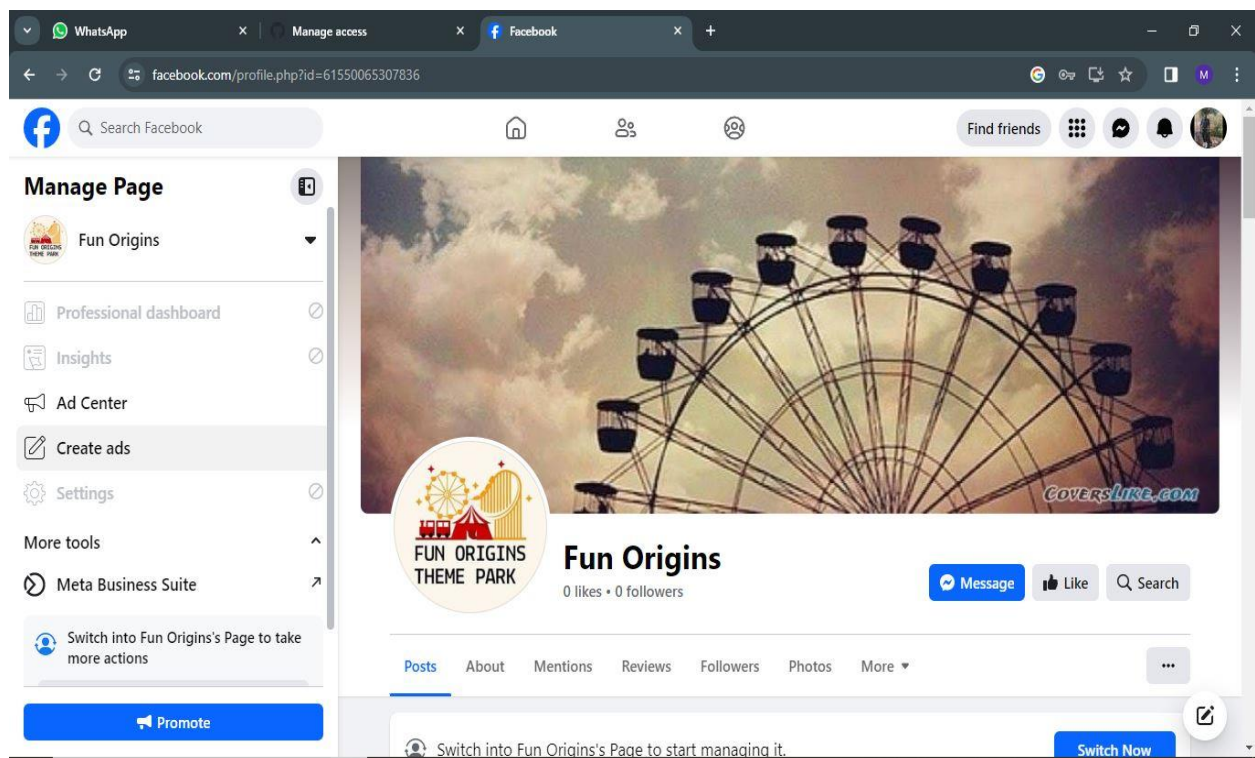 WhatsApp
Manage access
Facebook
facebook.com/profile.php?id=61550065307836
M
Search Facebook
Find friends
Manage Page
Fun Origins
Professional dashboard
Insights
Ad Center
Create ads
Settings
More tools
Meta Business Suite
Switch into Fun Origins's Page to take
more actions
Promote
COVERSLIKE.COM
FUN ORIGINS
THEME PARK
Fun Origins
0 likes • 0 followers
Message
Like
Search
Posts
About
Mentions
Reviews
Followers
Photos
More
Switch into Fun Origins's Page to start managing it.
Switch Now